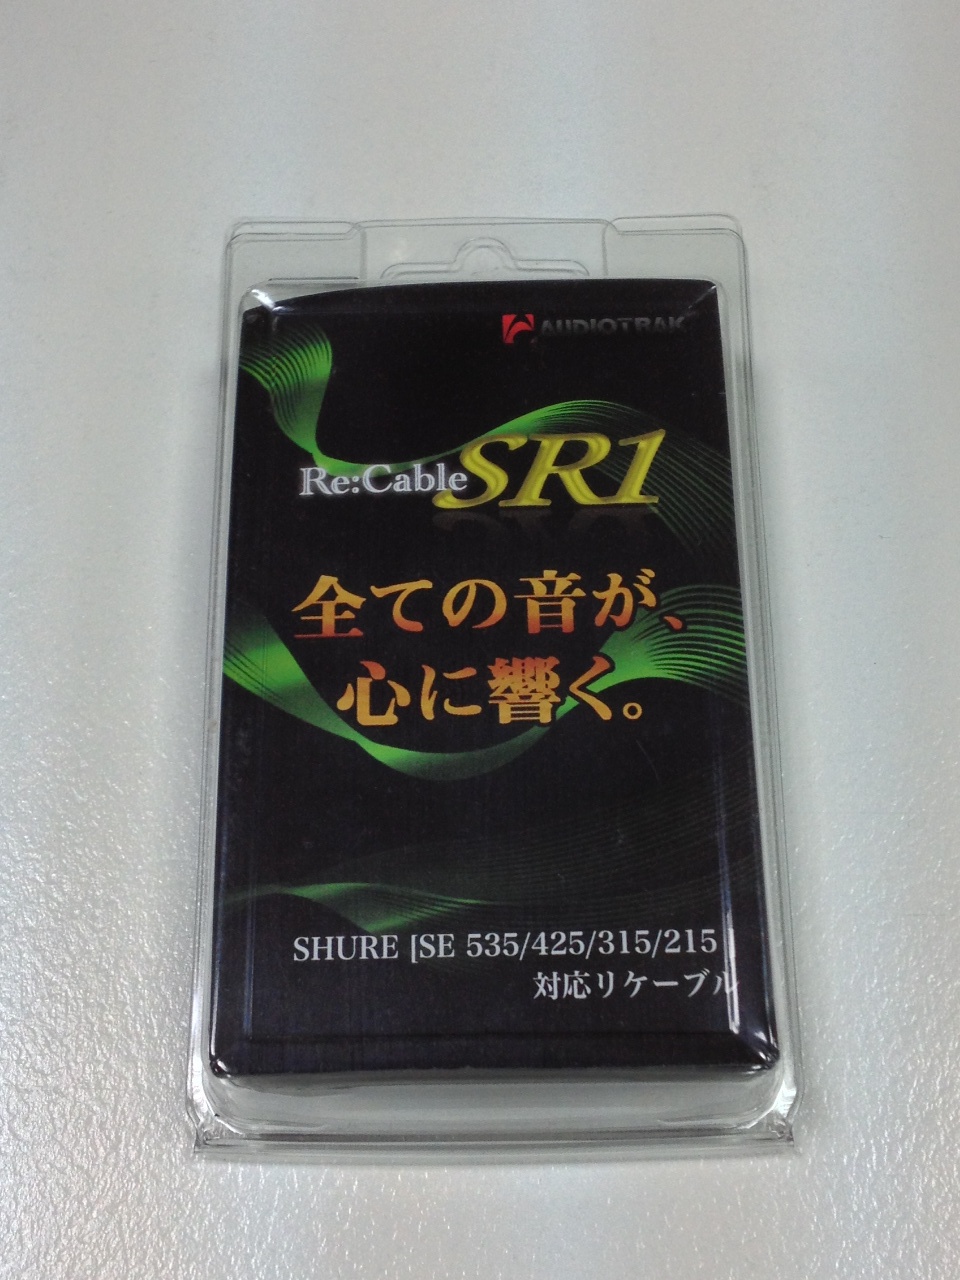 AUDIOTRAK
Re:Cable SR1
全ての音が、
心に響く。
SHURE [SE 535/425/315/215]
対応リケーブル